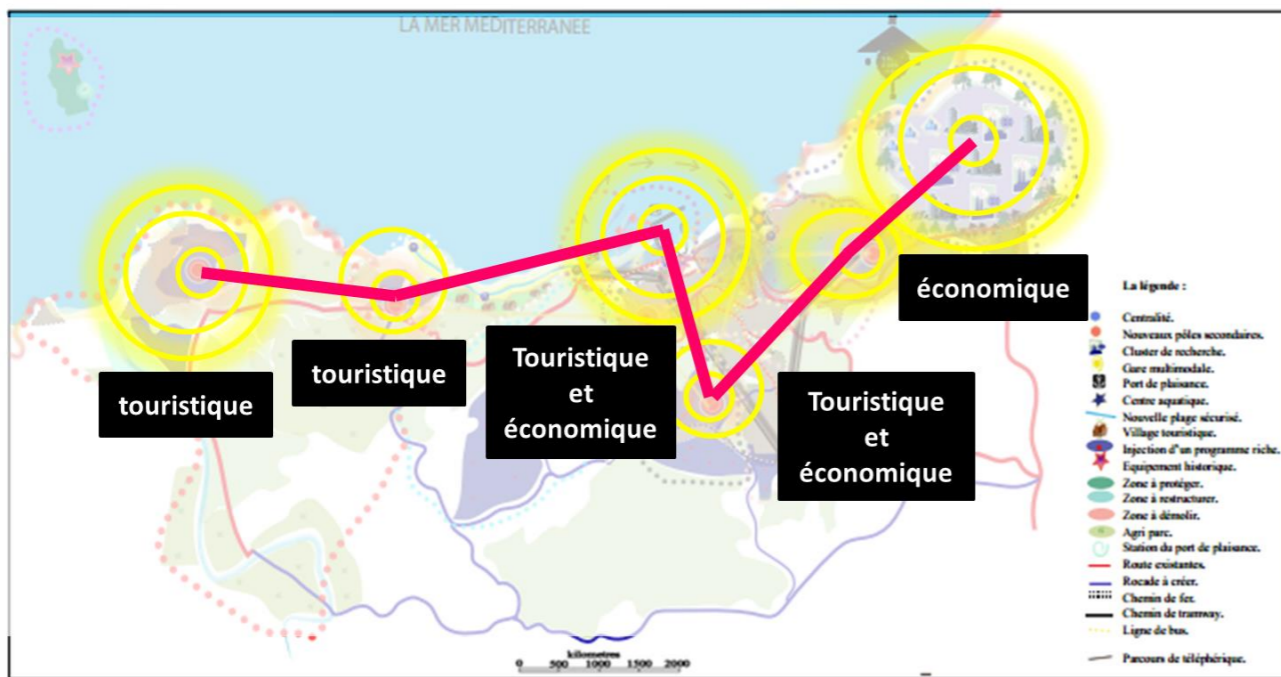 LA MER MEDITERRANEE
économique
touristique
touristique
Touristique
et
économique
Touristique
et
économique
La légende :
Centralité.
Nouveaux pôles secondaires.
Cluster de recherche.
Gare multimodale.
Port de plaisance.
Centre aquatique.
Nouvelle plage sécurisé.
Village touristique.
Injection d'un programme riche.
Equipement historique.
Zone à protéger.
Zone à restructurer.
Zone à démolir.
Agri parc.
Station du port de plaisance.
Route existantes.
Rocade à créer.
Chemin de fer.
Chemin de tramway.
Ligne de bus.
Parcours de téléphérique.
kilometres
0 500 1000 1500 2000